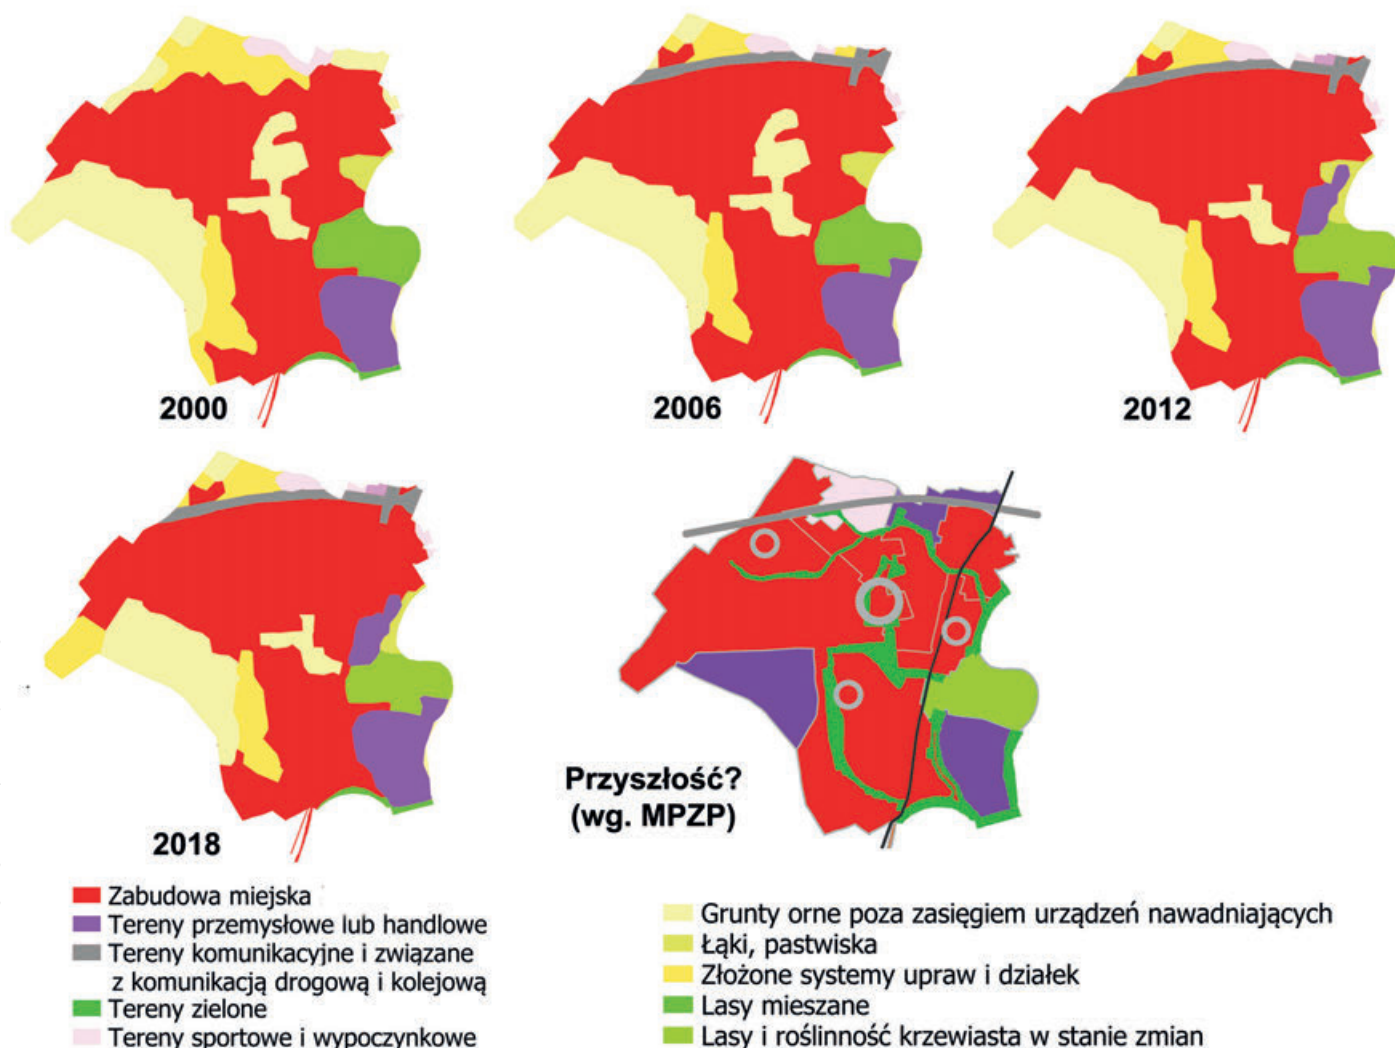 2000
2006
2012
2018
Przyszłość?
(wg. MPZP)
Zabudowa miejska
Tereny przemysłowe lub handlowe
Tereny komunikacyjne i związane
z komunikacją drogową i kolejową
Tereny zielone
Tereny sportowe i wypoczynkowe
Grunty orne poza zasięgiem urządzeń nawadniających
Łąki, pastwiska
Złożone systemy upraw i działek
Lasy mieszane
Lasy i roślinność krzewiasta w stanie zmian